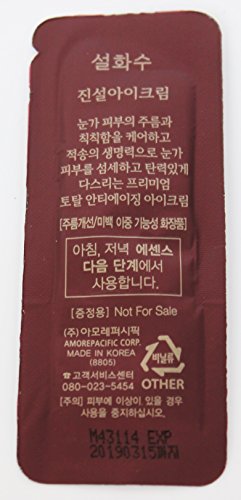 설화수
진설아이크림
눈가 피부의 주름과
칙칙함을 케어하고
적송의 생명력으로 눈가
피부를 섬세하고 탄력있게
다스리는 프리미엄
토탈 안티에이징 아이크림
[주름개선/미백 이중 기능성 화장품]
아침, 저녁 에센스
다음 단계에서
사용합니다.
[증정용] Not For Sale
(주)아모레퍼시픽
AMOREPACIFIC CORP.
MADE IN KOREA
(8805)
☎고객서비스센터
080-023-5454
비닐류
OTHER
[주의] 피부에 이상이 있을 경우
사용을 중지하십시오.
M43114 EXP
20190315까지